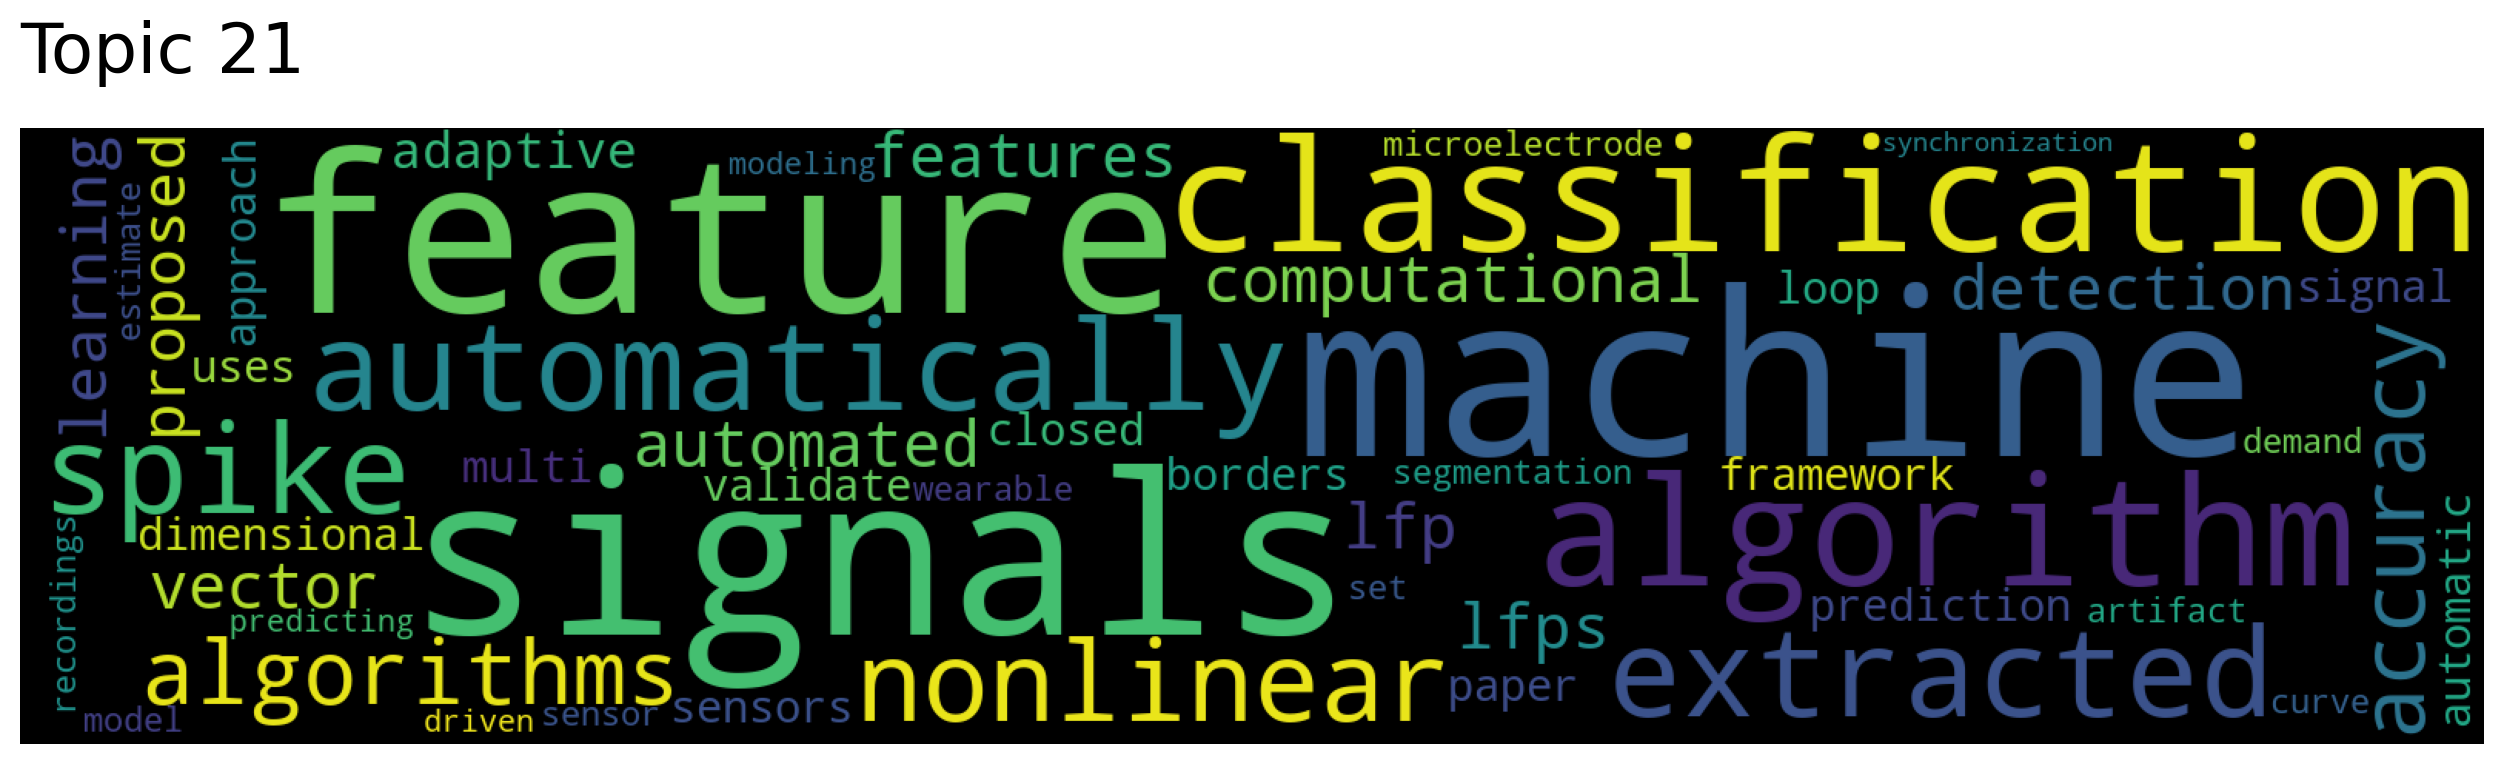 Topic 21
learning
estimate
proposed
approach
adaptive
modeling
features
microelectrode
synchronization
feature
classification
computational
loop
detection
signal
uses
automatically
machine
accuracy
spike
multi
automated
closed
validate
wearable
borders
segmentation
framework
demand
recordings
dimensional
signals
lfp
algorithm
automatic
vector
set
predicting
lfps
prediction
artifact
algorithms
nonlinear
paper
extracted
curve
model
driven
sensor
sensors